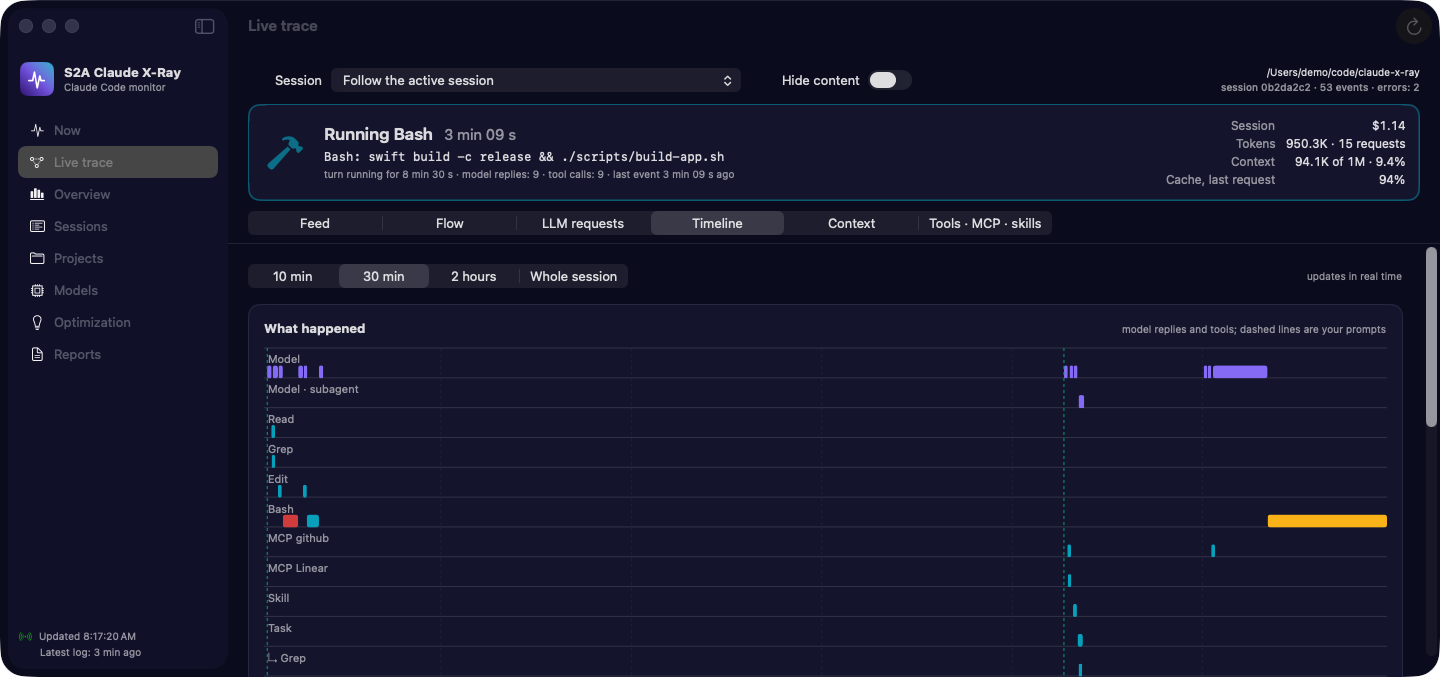 Live trace
S2A Claude X-Ray
Claude Code monitor
Now
Live trace
Overview
Sessions
Projects
Models
Optimization
Reports
Updated 8:17:20 AM
Latest log: 3 min ago
Session
Follow the active session
Hide content
/Users/demo/code/claude-x-ray
session 0b2da2c2 · 53 events · errors: 2
Running Bash 3 min 09 s
Bash: swift build -c release && ./scripts/build-app.sh
turn running for 8 min 30 s · model replies: 9 · tool calls: 9 · last event 3 min 09 s ago
Session $1.14
Tokens 950.3K · 15 requests
Context 94.1K of 1M · 9.4%
Cache, last request 94%
Feed Flow LLM requests Timeline Context Tools · MCP · skills
10 min 30 min 2 hours Whole session
updates in real time
What happened
model replies and tools; dashed lines are your prompts
Model
Model · subagent
Read
Grep
Edit
Bash
MCP github
MCP Linear
Skill
Task
↳ Grep